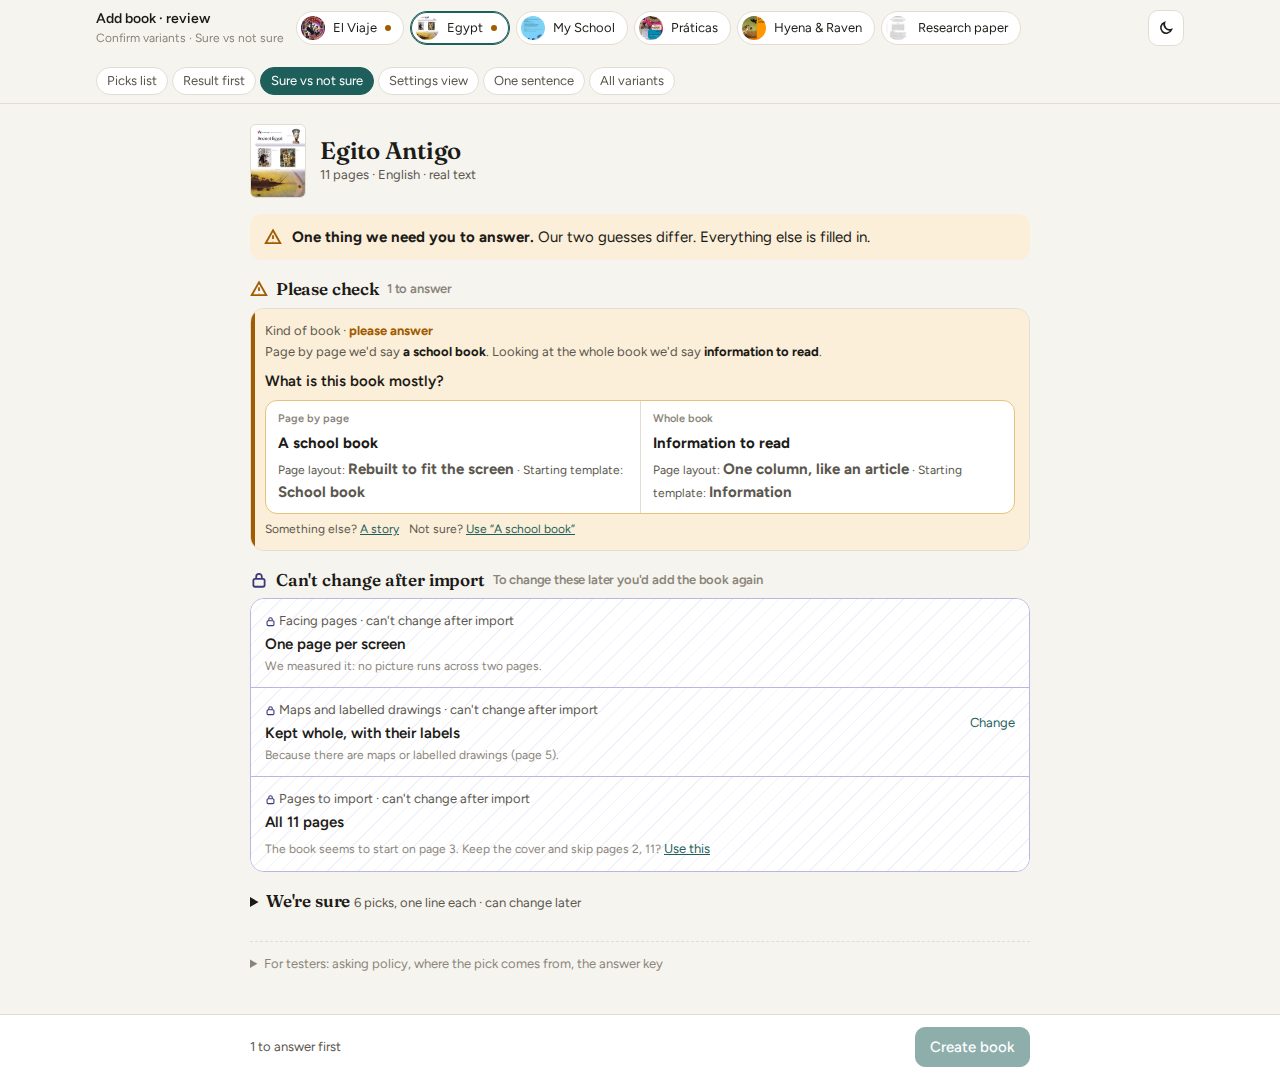 Add book · review
Confirm variants · Sure vs not sure
El Viaje
Egypt
My School
Práticas
Hyena & Raven
Research paper
Picks list
Result first
Sure vs not sure
Settings view
One sentence
All variants
Egito Antigo
11 pages · English · real text
One thing we need you to answer. Our two guesses differ. Everything else is filled in.
Please check 1 to answer
Kind of book · please answer
Page by page we'd say a school book. Looking at the whole book we'd say information to read.
What is this book mostly?
Page by page
A school book
Page layout: Rebuilt to fit the screen · Starting template:
School book
Whole book
Information to read
Page layout: One column, like an article · Starting
template: Information
Something else? A story Not sure? Use "A school book"
Can't change after import To change these later you'd add the book again
Facing pages · can't change after import
One page per screen
We measured it: no picture runs across two pages.
Maps and labelled drawings · can't change after import
Kept whole, with their labels
Because there are maps or labelled drawings (page 5).
Change
Pages to import · can't change after import
All 11 pages
The book seems to start on page 3. Keep the cover and skip pages 2, 11? Use this
We're sure 6 picks, one line each · can change later
For testers: asking policy, where the pick comes from, the answer key
1 to answer first
Create book